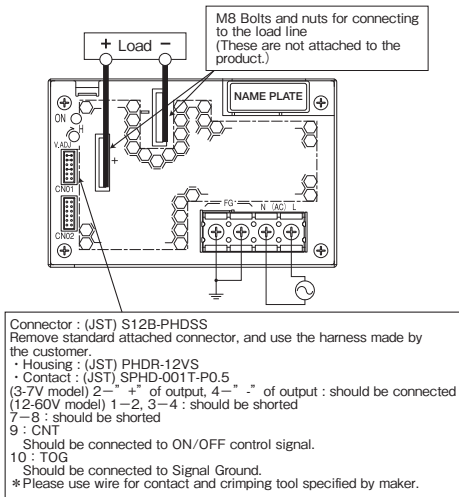 M8 Bolts and nuts for connecting
to the load line
(These are not attached to the
product.)
+ Load −
NAME PLATE
ON
H
V.ADJ
−
+
CN01
CN02
FG N (AC) L
Connector : (JST) S12B-PHDSS
Remove standard attached connector, and use the harness made by
the customer.
・Housing : (JST) PHDR-12VS
・Contact : (JST) SPHD-001T-P0.5
(3-7V model) 2−” +” of output, 4−” -” of output : should be connected
(12-60V model) 1−2, 3−4 : should be shorted
7−8 : should be shorted
9 : CNT
Should be connected to ON/OFF control signal.
10 : TOG
Should be connected to Signal Ground.
*Please use wire for contact and crimping tool specified by maker.